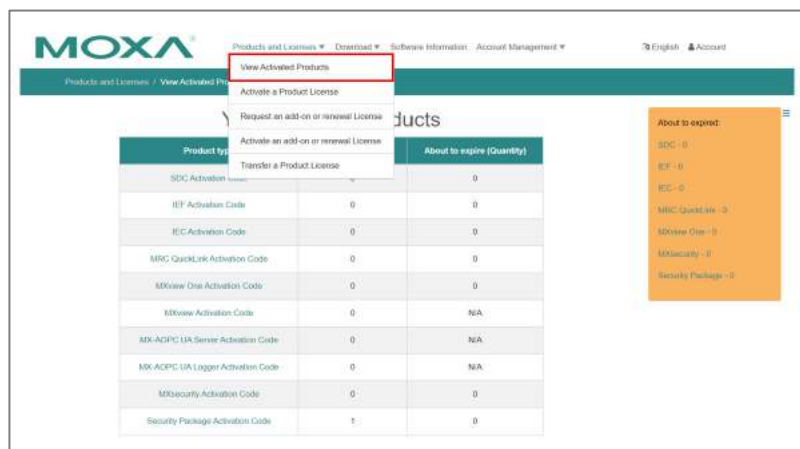 MOXA®
Products and Licenses ▼ Download ▼ Software Information Account Management ▼
English Account
Products and Licenses / View Activated Pro
View Activated Products
Activate a Product License
Request an add-on or renewal License
Activate an add-on or renewal License
Transfer a Product License
Y
ducts
Product typ
About to expire (Quantity)
SDC Activation 0
IEF Activation Code 0 0
IEC Activation Code 0 0
MRC QuickLink Activation Code 0 0
MXview One Activation Code 0 0
MXview Activation Code 0 N/A
MX-AOPC UA Server Activation Code 0 N/A
MX-AOPC UA Logger Activation Code 0 N/A
MXsecurity Activation Code 0 0
Security Package Activation Code 1 0
About to expired:
SDC - 0
IEF - 0
IEC - 0
MRC QuickLink - 0
MXview One - 0
MXsecurity - 0
Security Package - 0